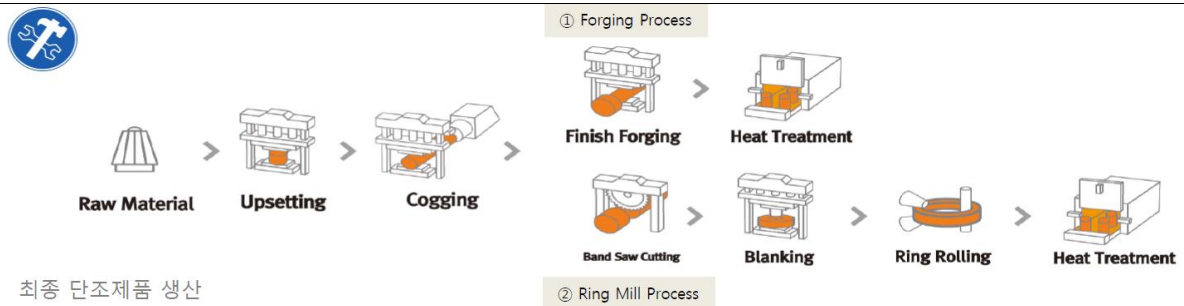 ① Forging Process
Finish Forging
Heat Treatment
Raw Material
Upsetting
Cogging
Band Saw Cutting
Blanking
Ring Rolling
Heat Treatment
최종 단조제품 생산
② Ring Mill Process